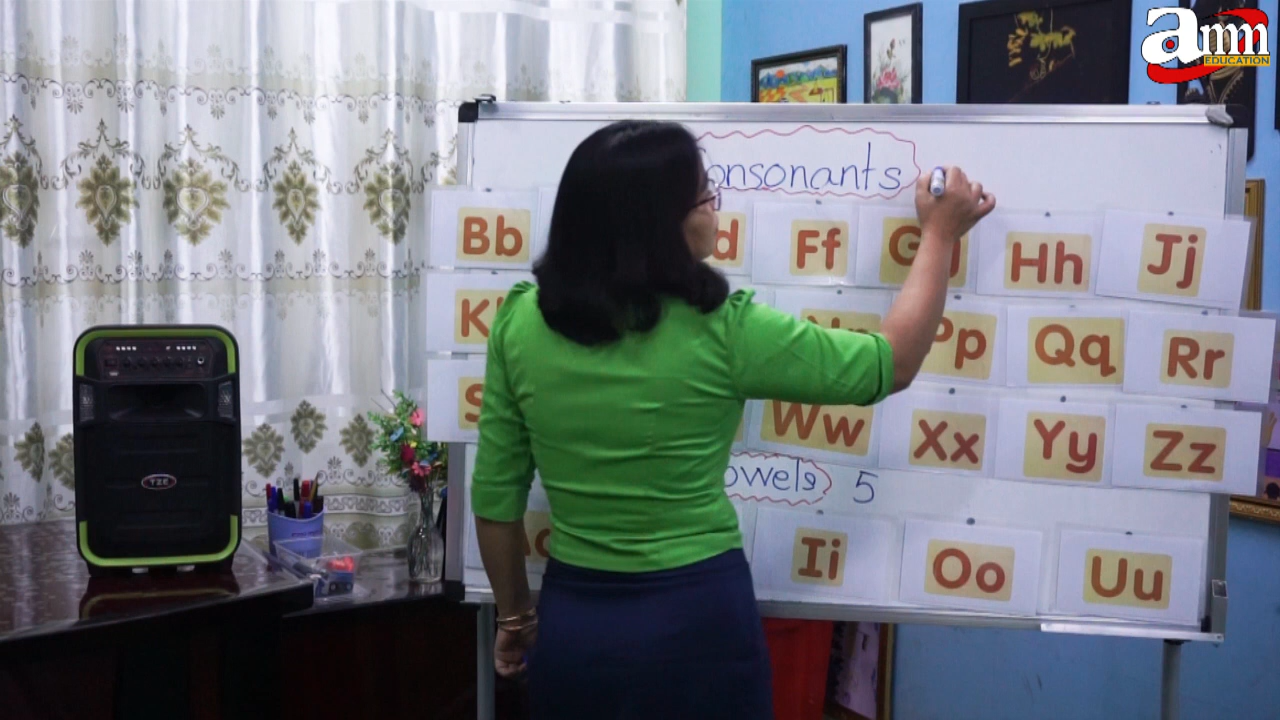 amm
EDUCATION
onsonants
Bb d Ff Hh Jj
K Pp Qq Rr
S Ww Xx Yy Zz
owels 5
Ii Oo Uu
TZE